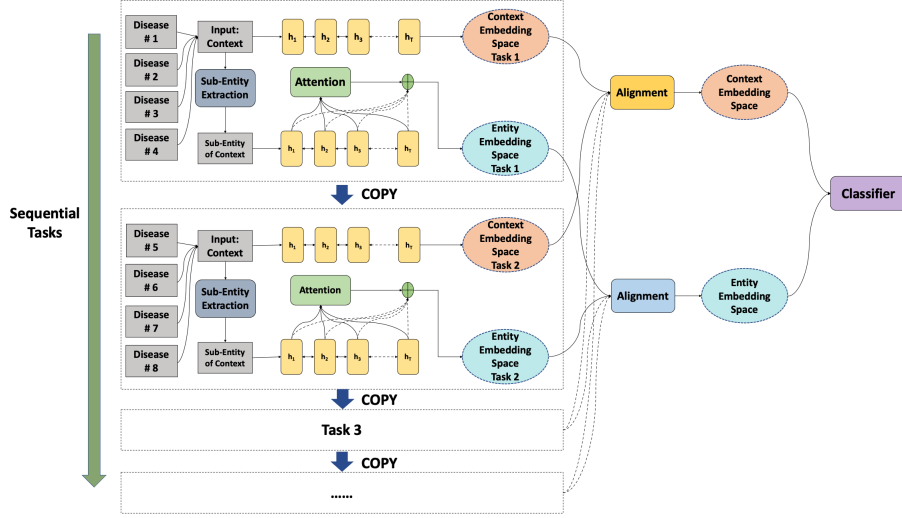 Sequential
Tasks
Disease
# 1
Disease
# 2
Disease
# 3
Disease
# 4
Input:
Context
Sub-Entity
Extraction
Sub-Entity
of Context
h₁
h₂
h₃
h_T
Attention
h₁
h₂
h₃
h_T
Context
Embedding
Space
Task 1
Entity
Embedding
Space
Task 1
COPY
Disease
# 5
Disease
# 6
Disease
# 7
Disease
# 8
Input:
Context
Sub-Entity
Extraction
Sub-Entity
of Context
h₁
h₂
h₃
h_T
Attention
h₁
h₂
h₃
h_T
Context
Embedding
Space
Task 2
Entity
Embedding
Space
Task 2
COPY
Task 3
COPY
......
Alignment
Context
Embedding
Space
Alignment
Entity
Embedding
Space
Classifier